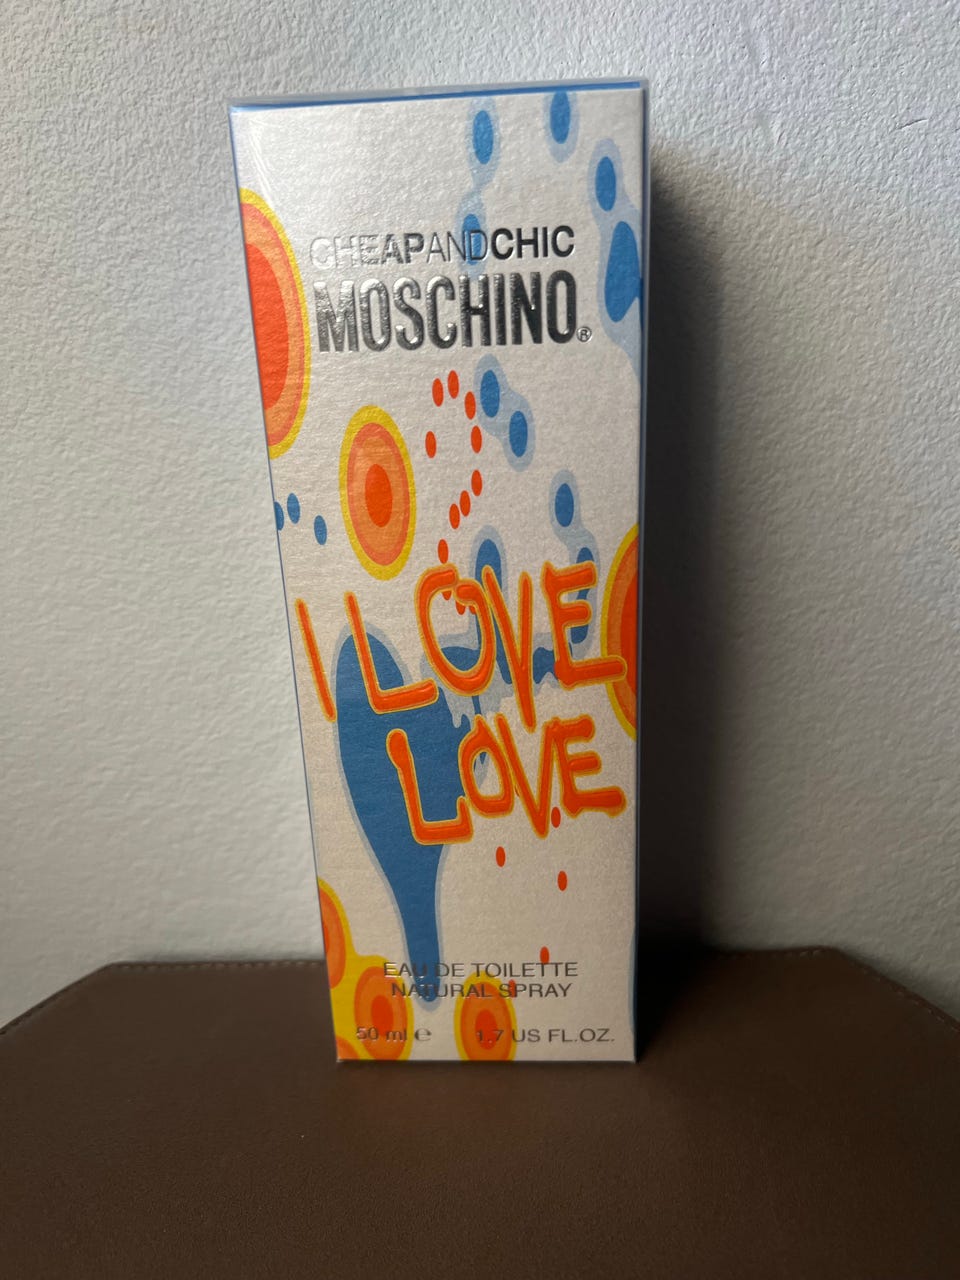 CHEAPANDCHIC
MOSCHINO®
I LOVE
LOVE
EAU DE TOILETTE
NATURAL SPRAY
50 ml ℮ 1.7 US FL.OZ.